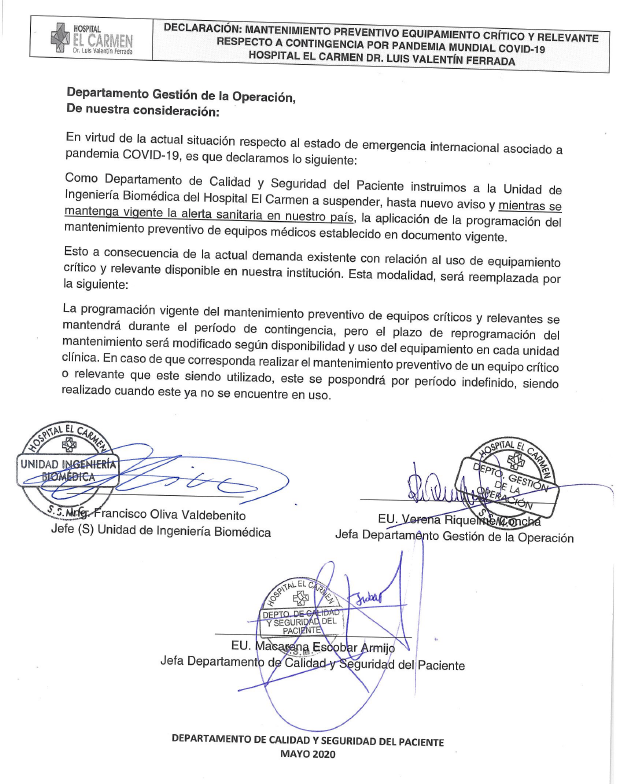 HOSPITAL
EL CARMEN
Dr. Luis Valentín Ferrada
DECLARACIÓN: MANTENIMIENTO PREVENTIVO EQUIPAMIENTO CRÍTICO Y RELEVANTE
RESPECTO A CONTINGENCIA POR PANDEMIA MUNDIAL COVID-19
HOSPITAL EL CARMEN DR. LUIS VALENTÍN FERRADA
Departamento Gestión de la Operación,
De nuestra consideración:
En virtud de la actual situación respecto al estado de emergencia internacional asociado a
pandemia COVID-19, es que declaramos lo siguiente:
Como Departamento de Calidad y Seguridad del Paciente instruimos a la Unidad de
Ingeniería Biomédica del Hospital El Carmen a suspender, hasta nuevo aviso y mientras se
mantenga vigente la alerta sanitaria en nuestro país, la aplicación de la programación del
mantenimiento preventivo de equipos médicos establecido en documento vigente.
Esto a consecuencia de la actual demanda existente con relación al uso de equipamiento
crítico y relevante disponible en nuestra institución. Esta modalidad, será reemplazada por
la siguiente:
La programación vigente del mantenimiento preventivo de equipos críticos y relevantes se
mantendrá durante el período de contingencia, pero el plazo de reprogramación del
mantenimiento será modificado según disponibilidad y uso del equipamiento en cada unidad
clínica. En caso de que corresponda realizar el mantenimiento preventivo de un equipo crítico
o relevante que este siendo utilizado, este se pospondrá por período indefinido, siendo
realizado cuando este ya no se encuentre en uso.
HOSPITAL EL CARMEN
UNIDAD INGENIERÍA
BIOMÉDICA
Ing. Francisco Oliva Valdebenito
Jefe (S) Unidad de Ingeniería Biomédica
HOSPITAL EL CARMEN
DEPTO. GESTIÓN
DE LA
OPERACIÓN
EU. Verena Riquelme Concha
Jefa Departamento Gestión de la Operación
HOSPITAL EL CARMEN
DEPTO. DE CALIDAD
Y SEGURIDAD DEL
PACIENTE
EU. Macarena Escobar Armijo
Jefa Departamento de Calidad y Seguridad del Paciente
DEPARTAMENTO DE CALIDAD Y SEGURIDAD DEL PACIENTE
MAYO 2020